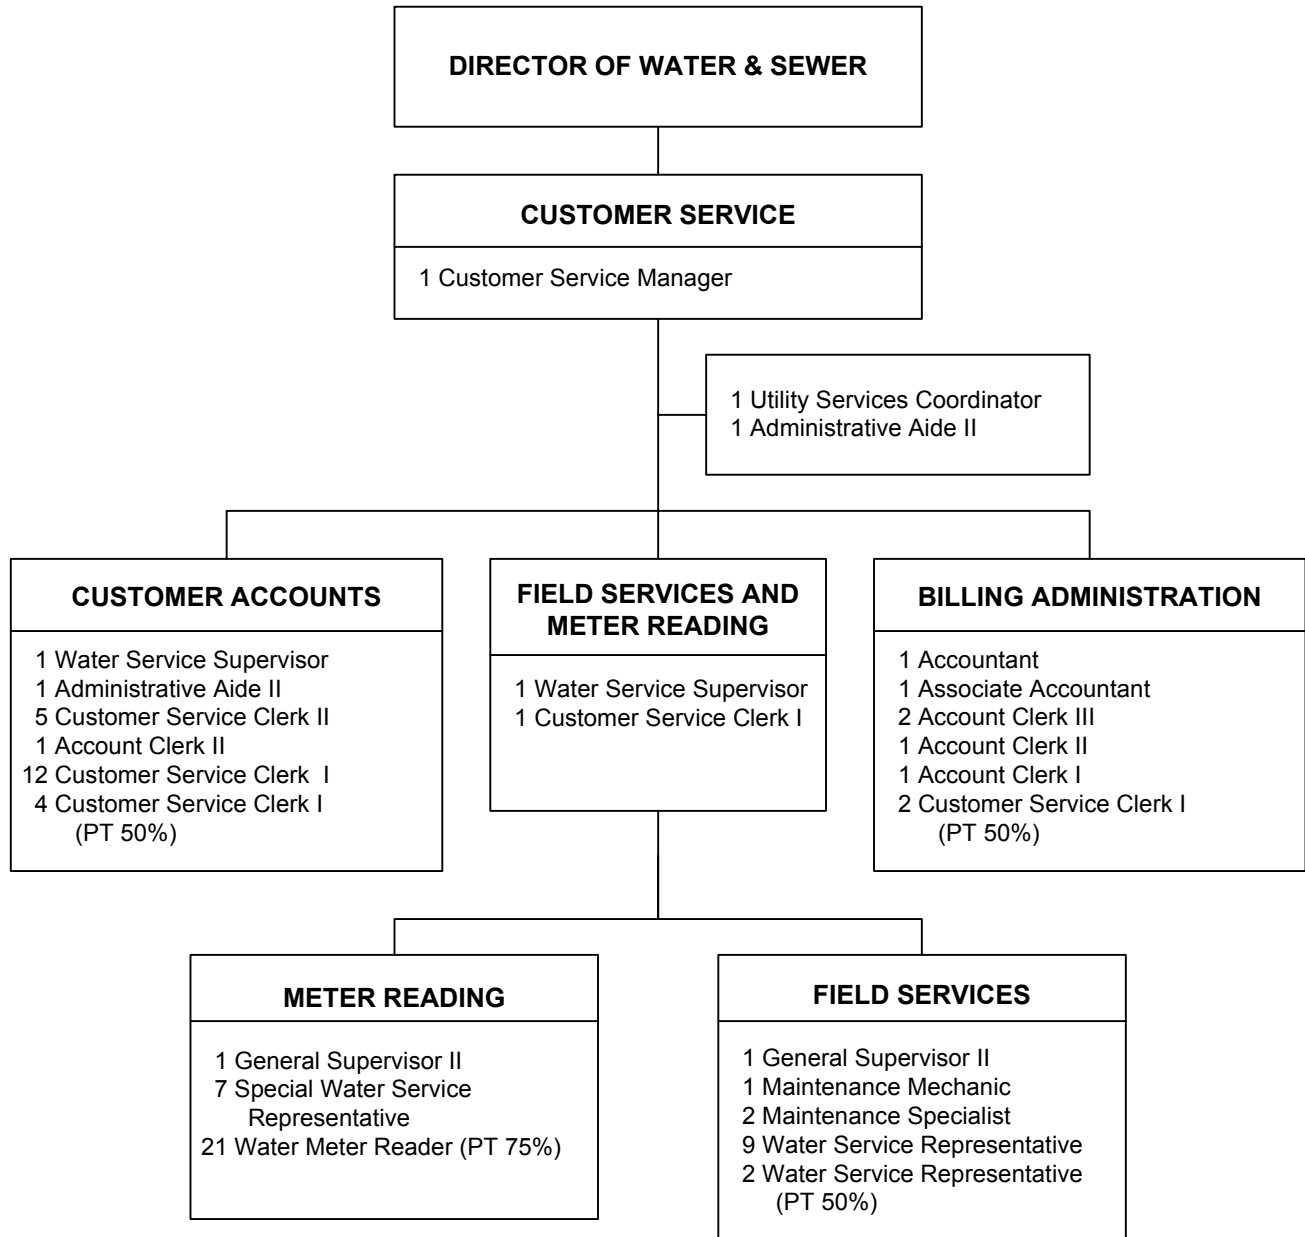 DIRECTOR OF WATER & SEWER
CUSTOMER SERVICE
1 Customer Service Manager
1 Utility Services Coordinator
1 Administrative Aide II
CUSTOMER ACCOUNTS
1 Water Service Supervisor
1 Administrative Aide II
5 Customer Service Clerk II
1 Account Clerk II
12 Customer Service Clerk I
4 Customer Service Clerk I
(PT 50%)
FIELD SERVICES AND
METER READING
1 Water Service Supervisor
1 Customer Service Clerk I
BILLING ADMINISTRATION
1 Accountant
1 Associate Accountant
2 Account Clerk III
1 Account Clerk II
1 Account Clerk I
2 Customer Service Clerk I
(PT 50%)
METER READING
1 General Supervisor II
7 Special Water Service
Representative
21 Water Meter Reader (PT 75%)
FIELD SERVICES
1 General Supervisor II
1 Maintenance Mechanic
2 Maintenance Specialist
9 Water Service Representative
2 Water Service Representative
(PT 50%)